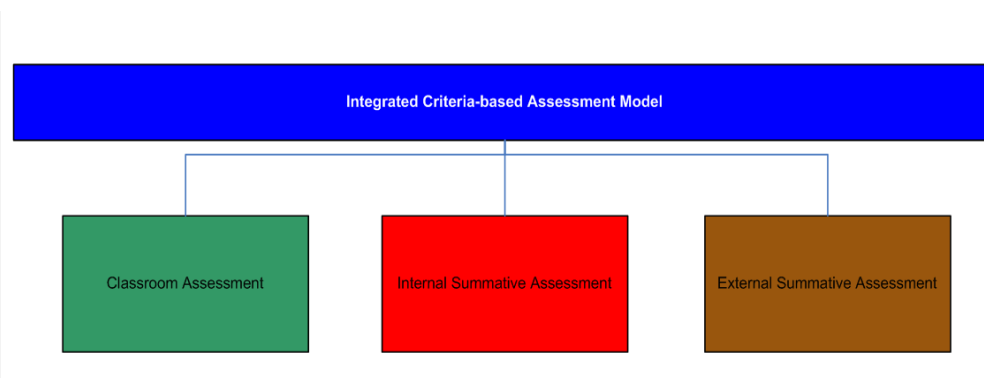 Integrated Criteria-based Assessment Model
Classroom Assessment
Internal Summative Assessment
External Summative Assessment